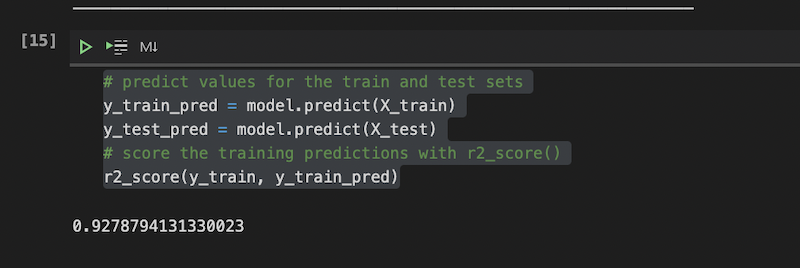 [15] M↓
# predict values for the train and test sets
y_train_pred = model.predict(X_train)
y_test_pred = model.predict(X_test)
# score the training predictions with r2_score()
r2_score(y_train, y_train_pred)
0.9278794131330023